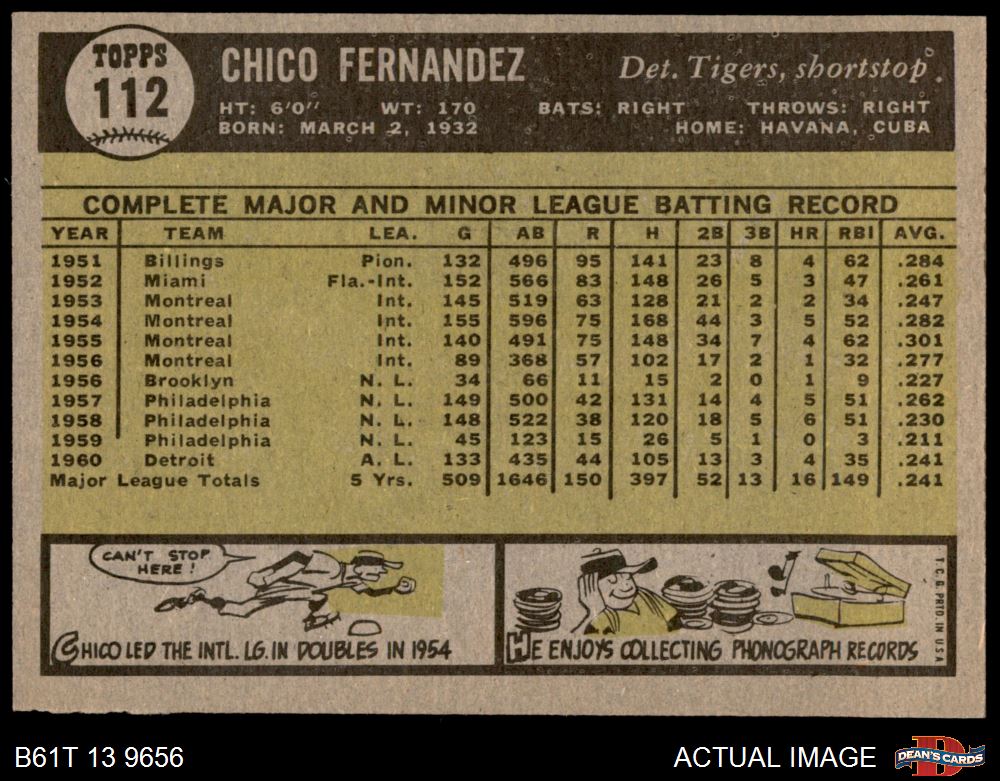 TOPPS
112
CHICO FERNANDEZ
Det. Tigers, shortstop
HT: 6'0" WT: 170 BATS: RIGHT THROWS: RIGHT
BORN: MARCH 2, 1932 HOME: HAVANA, CUBA
COMPLETE MAJOR AND MINOR LEAGUE BATTING RECORD
YEAR TEAM LEA. G AB R H 2B 3B HR RBI AVG.
1951 Billings Pion. 132 496 95 141 23 8 4 62 .284
1952 Miami Fla.-Int. 152 566 83 148 26 5 3 47 .261
1953 Montreal Int. 145 519 63 128 21 2 2 34 .247
1954 Montreal Int. 155 596 75 168 44 3 5 52 .282
1955 Montreal Int. 140 491 75 148 34 7 4 62 .301
1956 Montreal Int. 89 368 57 102 17 2 1 32 .277
1956 Brooklyn N. L. 34 66 11 15 2 0 1 9 .227
1957 Philadelphia N. L. 149 500 42 131 14 4 5 51 .262
1958 Philadelphia N. L. 148 522 38 120 18 5 6 51 .230
1959 Philadelphia N. L. 45 123 15 26 5 1 0 3 .211
1960 Detroit A. L. 133 435 44 105 13 3 4 35 .241
Major League Totals 5 Yrs. 509 1646 150 397 52 13 16 149 .241
CAN'T STOP
HERE!
CHICO LED THE INTL. LG. IN DOUBLES IN 1954
HE ENJOYS COLLECTING PHONOGRAPH RECORDS
T.C.G. PRTD. IN U.S.A.
B61T 13 9656
ACTUAL IMAGE
D
DEAN'S CARDS